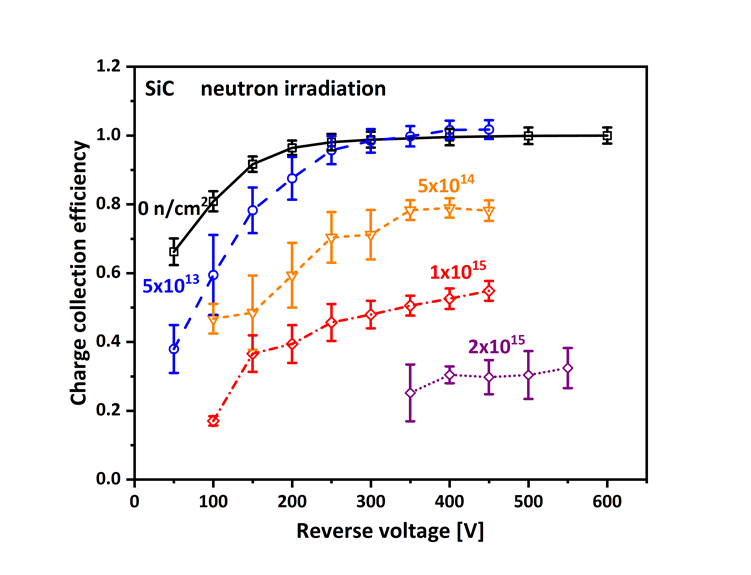 1.2
1.0
0.8
0.6
0.4
0.2
0.0
Charge collection efficiency
SiC neutron irradiation
0 n/cm²
5x10¹³
5x10¹⁴
1x10¹⁵
2x10¹⁵
0 100 200 300 400 500 600
Reverse voltage [V]